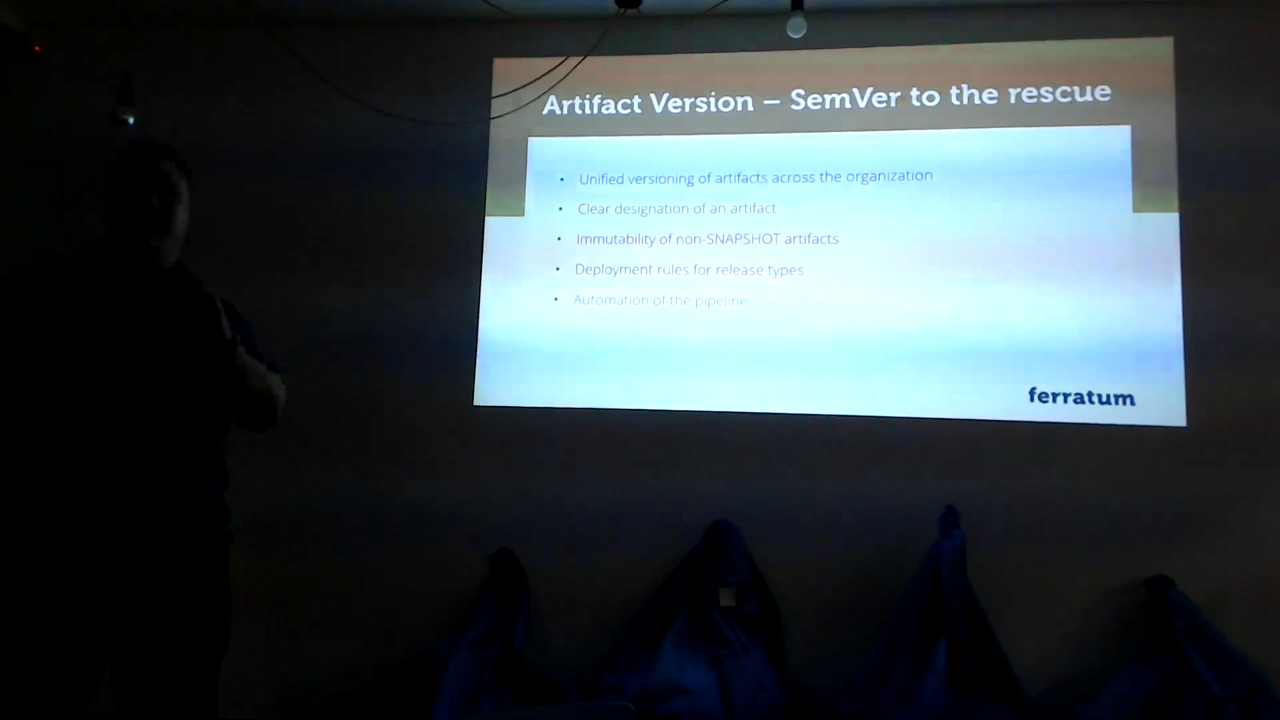 Artifact Version – SemVer to the rescue
• Unified versioning of artifacts across the organization
• Clear designation of an artifact
• Immutability of non-SNAPSHOT artifacts
• Deployment rules for release types
• Automation of the pipeline
ferratum